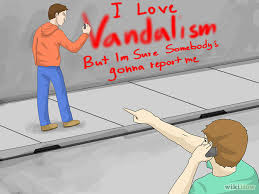 I Love
Vandalism
But Im Sure Somebody's
gonna report me
wikiHow